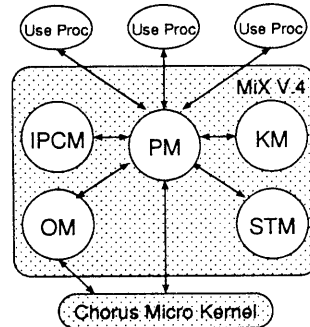 Use Proc Use Proc Use Proc
MiX V.4
IPCM PM KM
OM STM
Chorus Micro Kernel